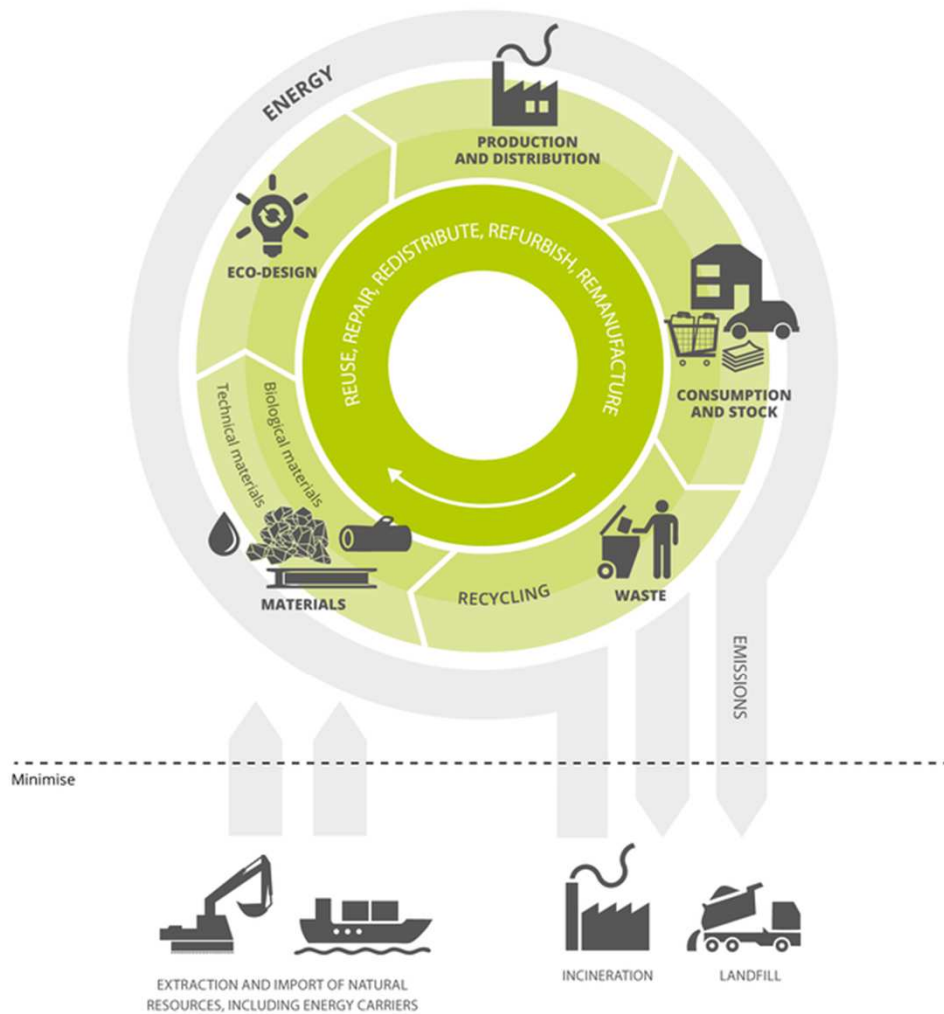 ENERGY
PRODUCTION
AND DISTRIBUTION
ECO-DESIGN
REUSE, REPAIR, REDISTRIBUTE, REFURBISH, REMANUFACTURE
CONSUMPTION
AND STOCK
Technical materials
Biological materials
MATERIALS
RECYCLING
WASTE
EMISSIONS
Minimise
EXTRACTION AND IMPORT OF NATURAL
RESOURCES, INCLUDING ENERGY CARRIERS
INCINERATION
LANDFILL